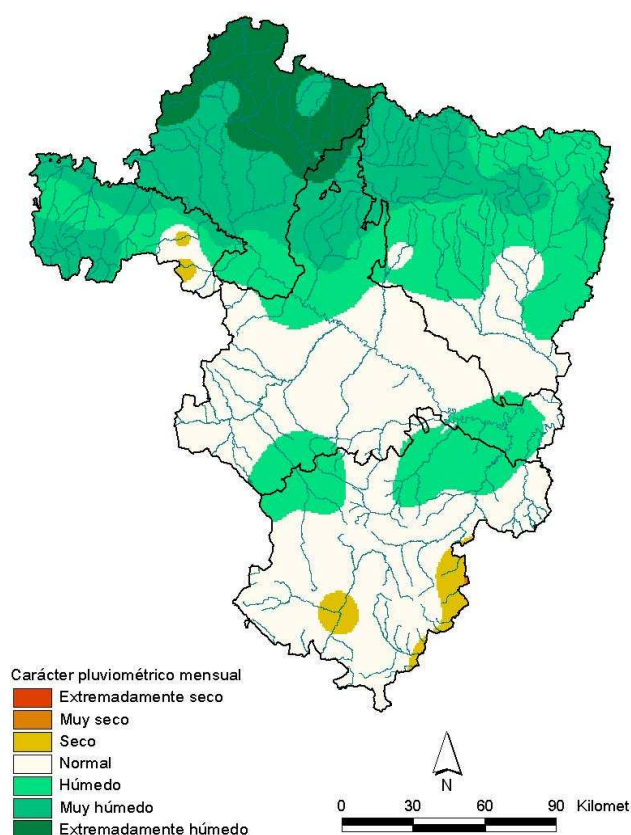 Carácter pluviométrico mensual
Extremadamente seco
Muy seco
Seco
Normal
Húmedo
Muy húmedo
Extremadamente húmedo
N
0 30 60 90 Kilomet